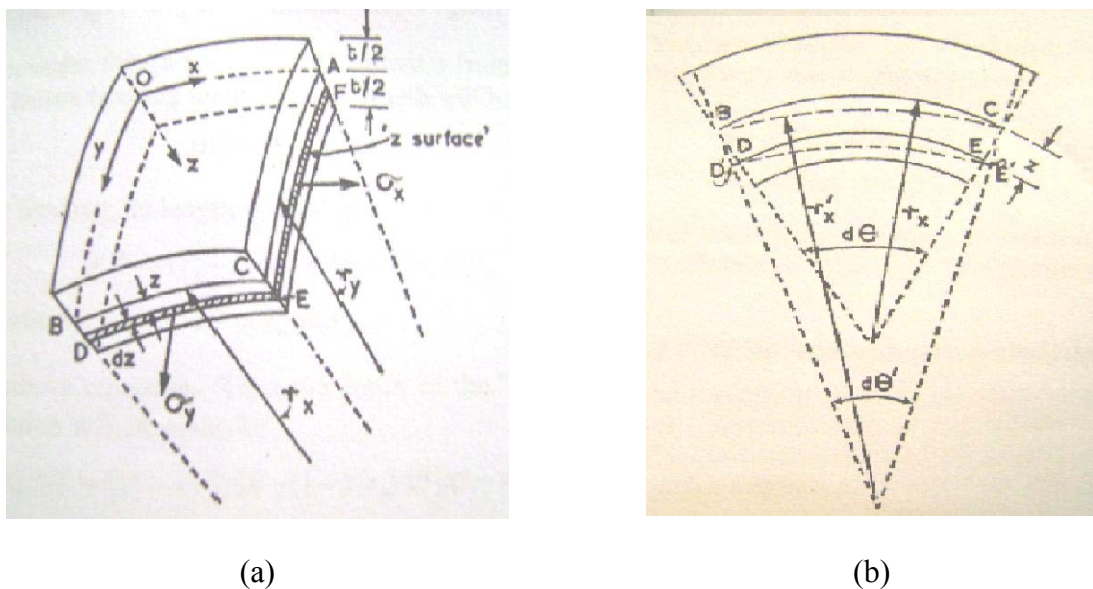 t/2
O x A
t/2
F
y
z
'z surface'
σx
C
z
ry
B
E
D
dz
σy
rx
B C
z
D E
D' E'
r'x rx
dθ
dθ'
(a) (b)